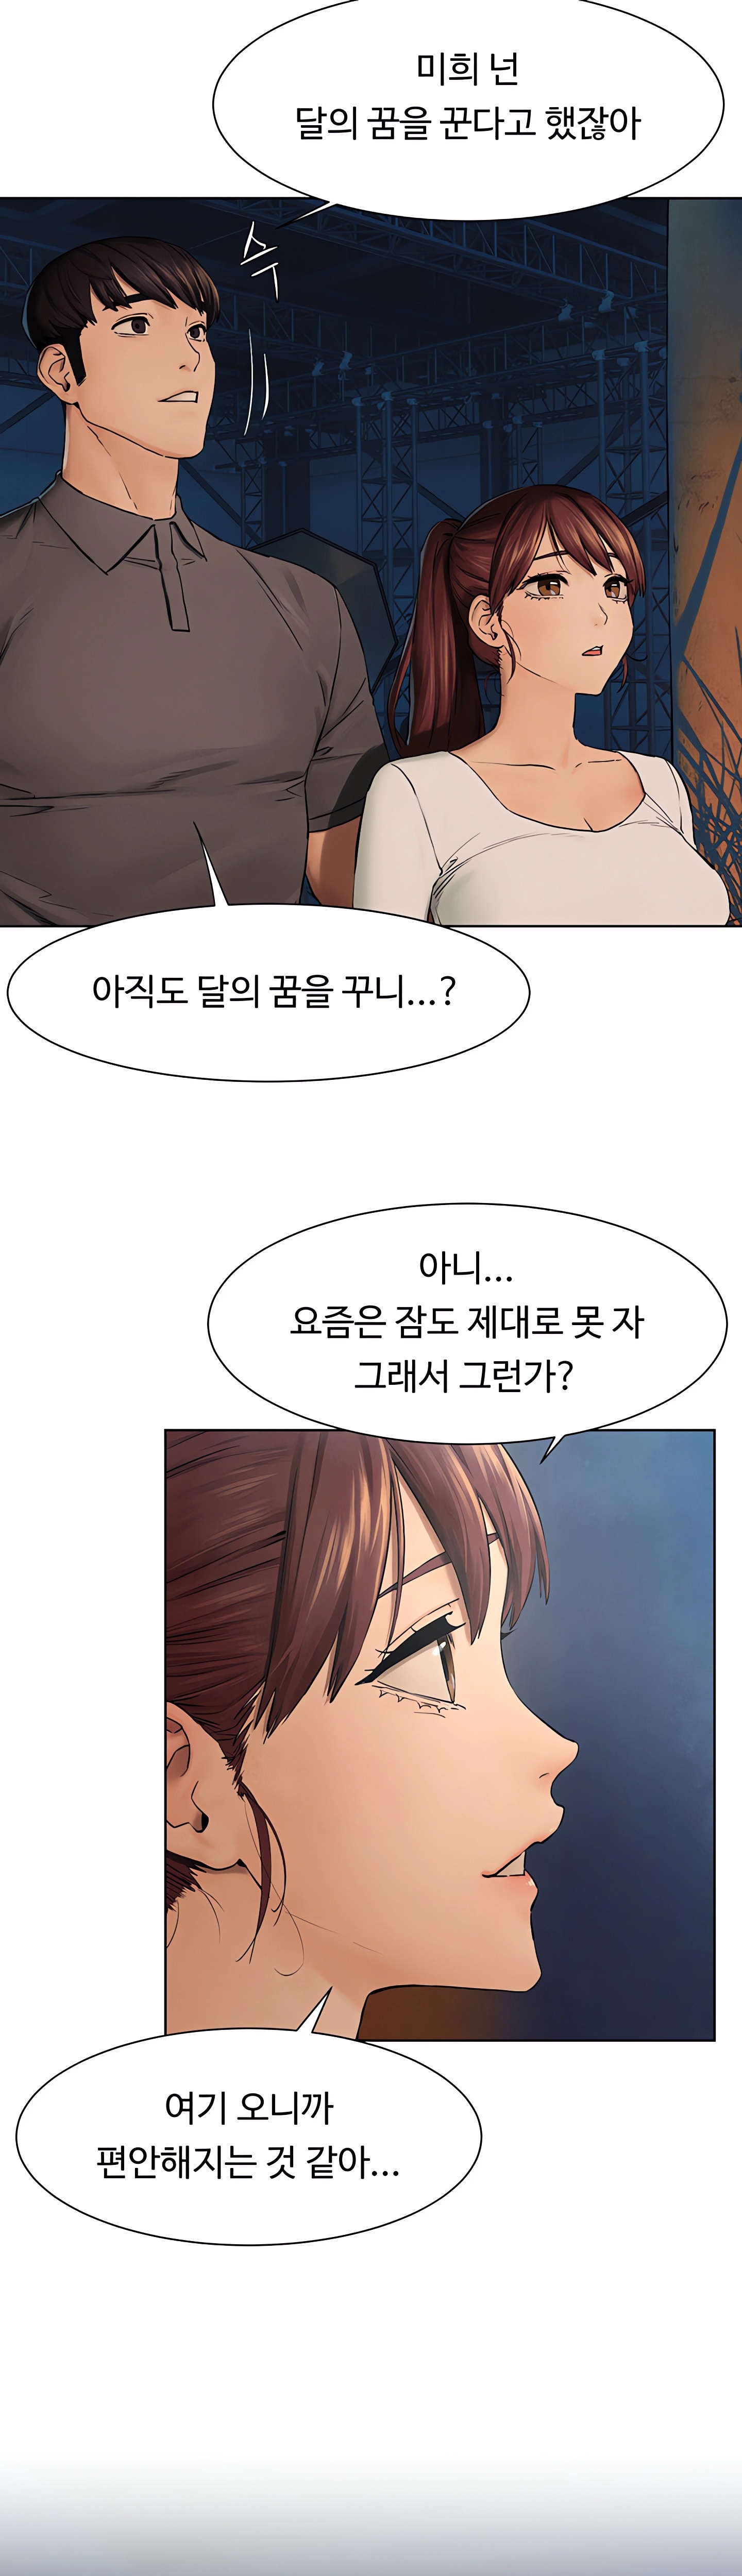 미희 넌
달의 꿈을 꾼다고 했잖아
스윽
아직도 달의 꿈을 꾸니...?
아니...
요즘은 잠도 제대로 못 자
그래서 그런가?
여기 오니까
편안해지는 것 같아...